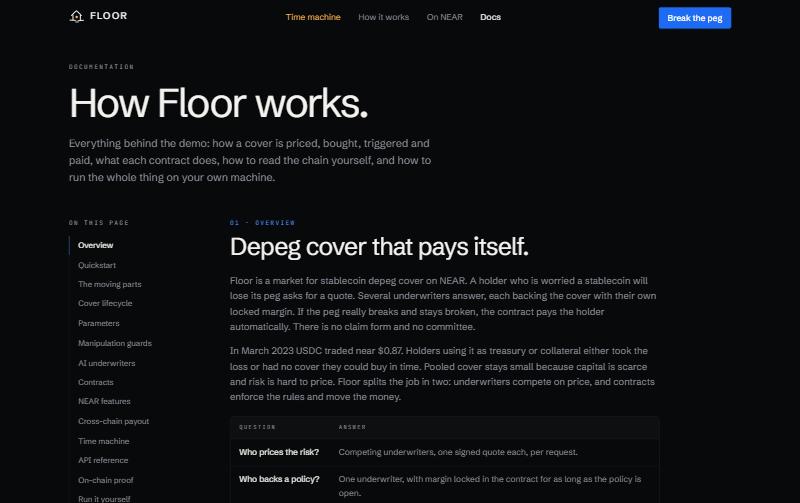 FLOOR
Time machine
How it works
On NEAR
Docs
Break the peg
DOCUMENTATION
How Floor works.
Everything behind the demo: how a cover is priced, bought, triggered and
paid, what each contract does, how to read the chain yourself, and how to
run the whole thing on your own machine.
ON THIS PAGE
Overview
Quickstart
The moving parts
Cover lifecycle
Parameters
Manipulation guards
AI underwriters
Contracts
NEAR features
Cross-chain payout
Time machine
API reference
On-chain proof
Run it yourself
01 - OVERVIEW
Depeg cover that pays itself.
Floor is a market for stablecoin depeg cover on NEAR. A holder who is worried a stablecoin will
lose its peg asks for a quote. Several underwriters answer, each backing the cover with their own
locked margin. If the peg really breaks and stays broken, the contract pays the holder
automatically. There is no claim form and no committee.
In March 2023 USDC traded near $0.87. Holders using it as treasury or collateral either took the
loss or had no cover they could buy in time. Pooled cover stays small because capital is scarce
and risk is hard to price. Floor splits the job in two: underwriters compete on price, and contracts
enforce the rules and move the money.
QUESTION
ANSWER
Who prices the risk?
Competing underwriters, one signed quote each, per request.
Who backs a policy?
One underwriter, with margin locked in the contract for as long as the policy is
open.